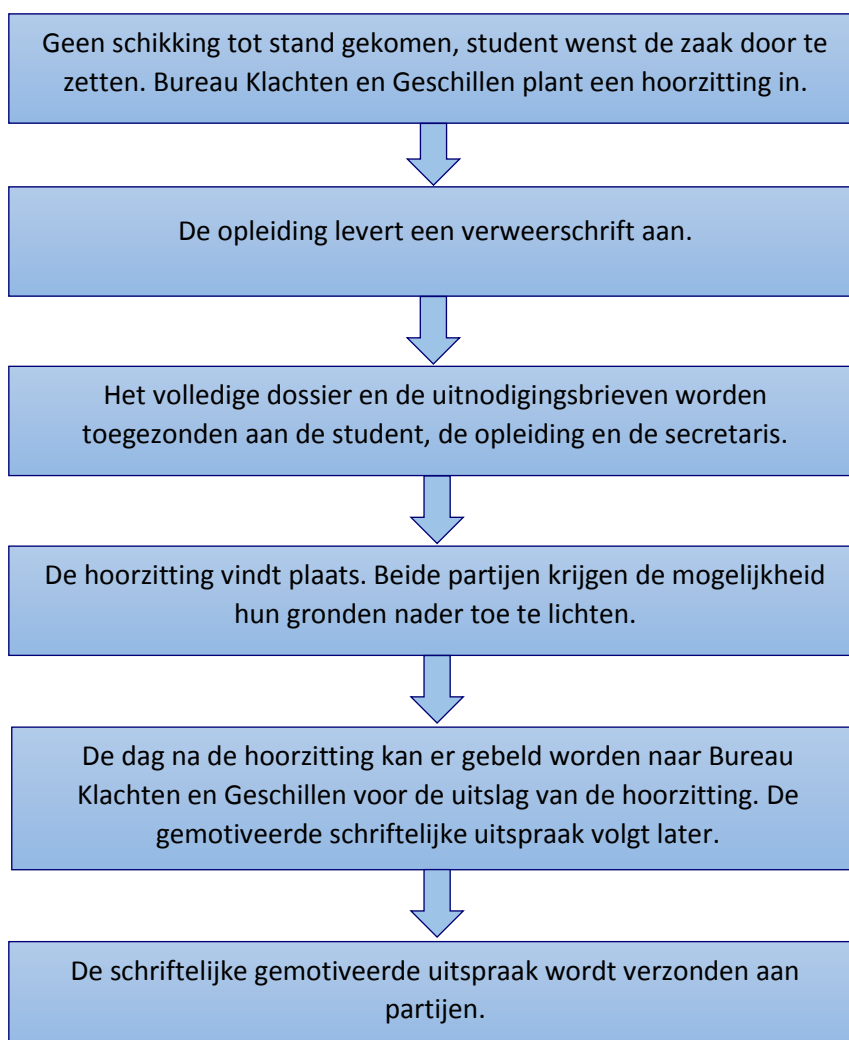 Geen schikking tot stand gekomen, student wenst de zaak door te
zetten. Bureau Klachten en Geschillen plant een hoorzitting in.
De opleiding levert een verweerschrift aan.
Het volledige dossier en de uitnodigingsbrieven worden
toegezonden aan de student, de opleiding en de secretaris.
De hoorzitting vindt plaats. Beide partijen krijgen de mogelijkheid
hun gronden nader toe te lichten.
De dag na de hoorzitting kan er gebeld worden naar Bureau
Klachten en Geschillen voor de uitslag van de hoorzitting. De
gemotiveerde schriftelijke uitspraak volgt later.
De schriftelijke gemotiveerde uitspraak wordt verzonden aan
partijen.